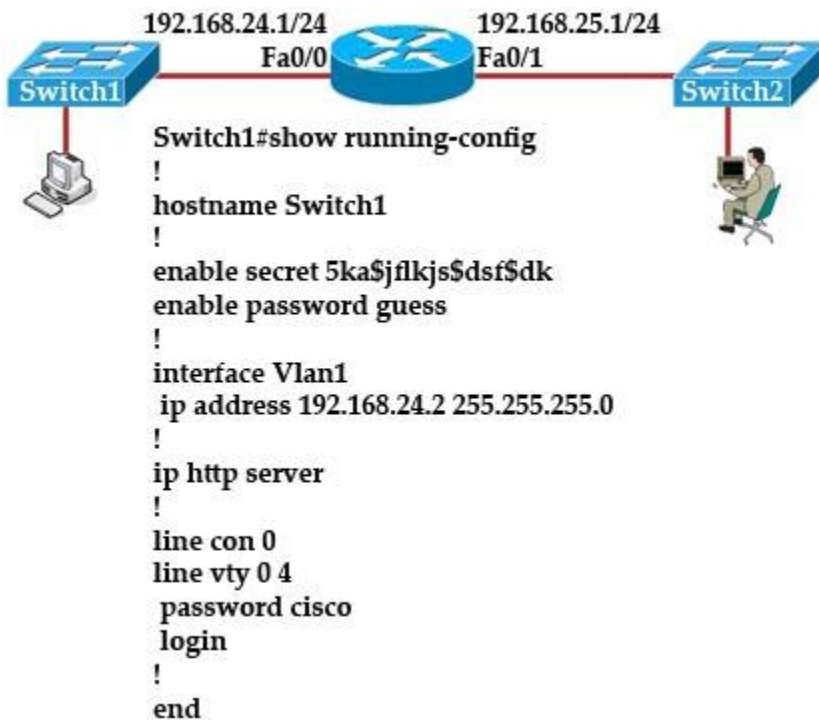 192.168.24.1/24
192.168.25.1/24
Fa0/0
Fa0/1
Switch1
Switch2
Switch1#show running-config
!
hostname Switch1
!
enable secret 5ka$jflkjs$dsf$dk
enable password guess
!
interface Vlan1
ip address 192.168.24.2 255.255.255.0
!
ip http server
!
line con 0
line vty 0 4
password cisco
login
!
end